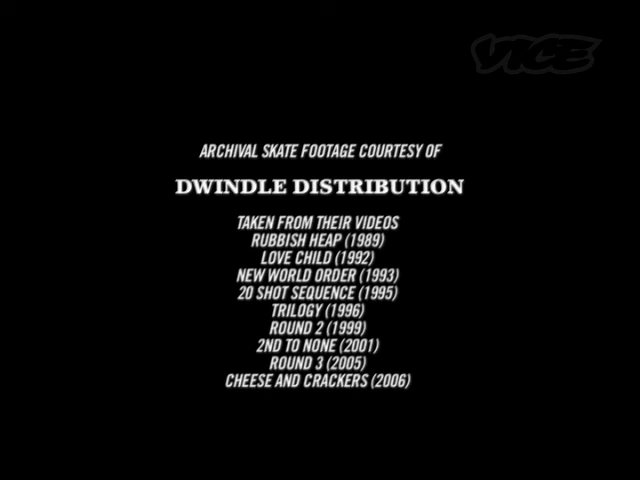 VICE
ARCHIVAL SKATE FOOTAGE COURTESY OF
DWINDLE DISTRIBUTION
TAKEN FROM THEIR VIDEOS
RUBBISH HEAP (1989)
LOVE CHILD (1992)
NEW WORLD ORDER (1993)
20 SHOT SEQUENCE (1995)
TRILOGY (1996)
ROUND 2 (1999)
2ND TO NONE (2001)
ROUND 3 (2005)
CHEESE AND CRACKERS (2006)